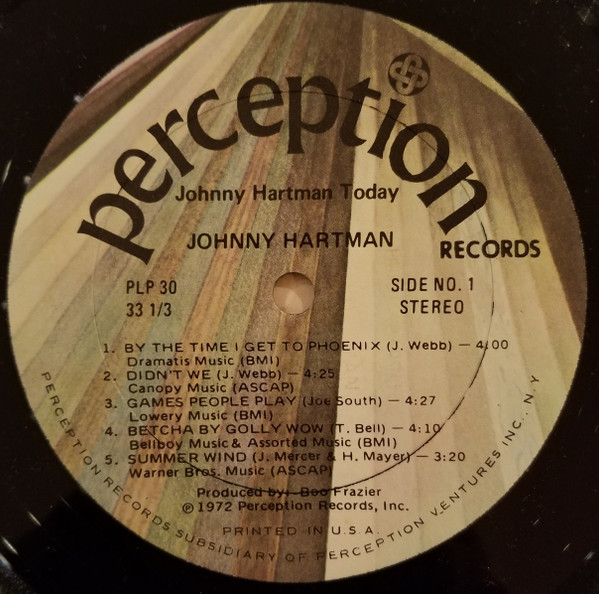 perception
RECORDS
Johnny Hartman Today
JOHNNY HARTMAN
PLP 30
33 1/3
SIDE NO. 1
STEREO
1. BY THE TIME I GET TO PHOENIX (J. Webb) — 4:00
Dramatis Music (BMI)
2. DIDN'T WE (J. Webb) — 4:25
Canopy Music (ASCAP)
3. GAMES PEOPLE PLAY (Joe South) — 4:27
Lowery Music (BMI)
4. BETCHA BY GOLLY WOW (T. Bell) — 4:10
Bellboy Music & Assorted Music (BMI)
5. SUMMER WIND (J. Mercer & H. Mayer) — 3:20
Warner Bros. Music (ASCAP)
Produced by: Boo Frazier
℗ 1972 Perception Records, Inc.
PRINTED IN U.S.A.
PERCEPTION RECORDS SUBSIDIARY OF PERCEPTION VENTURES INC., N.Y